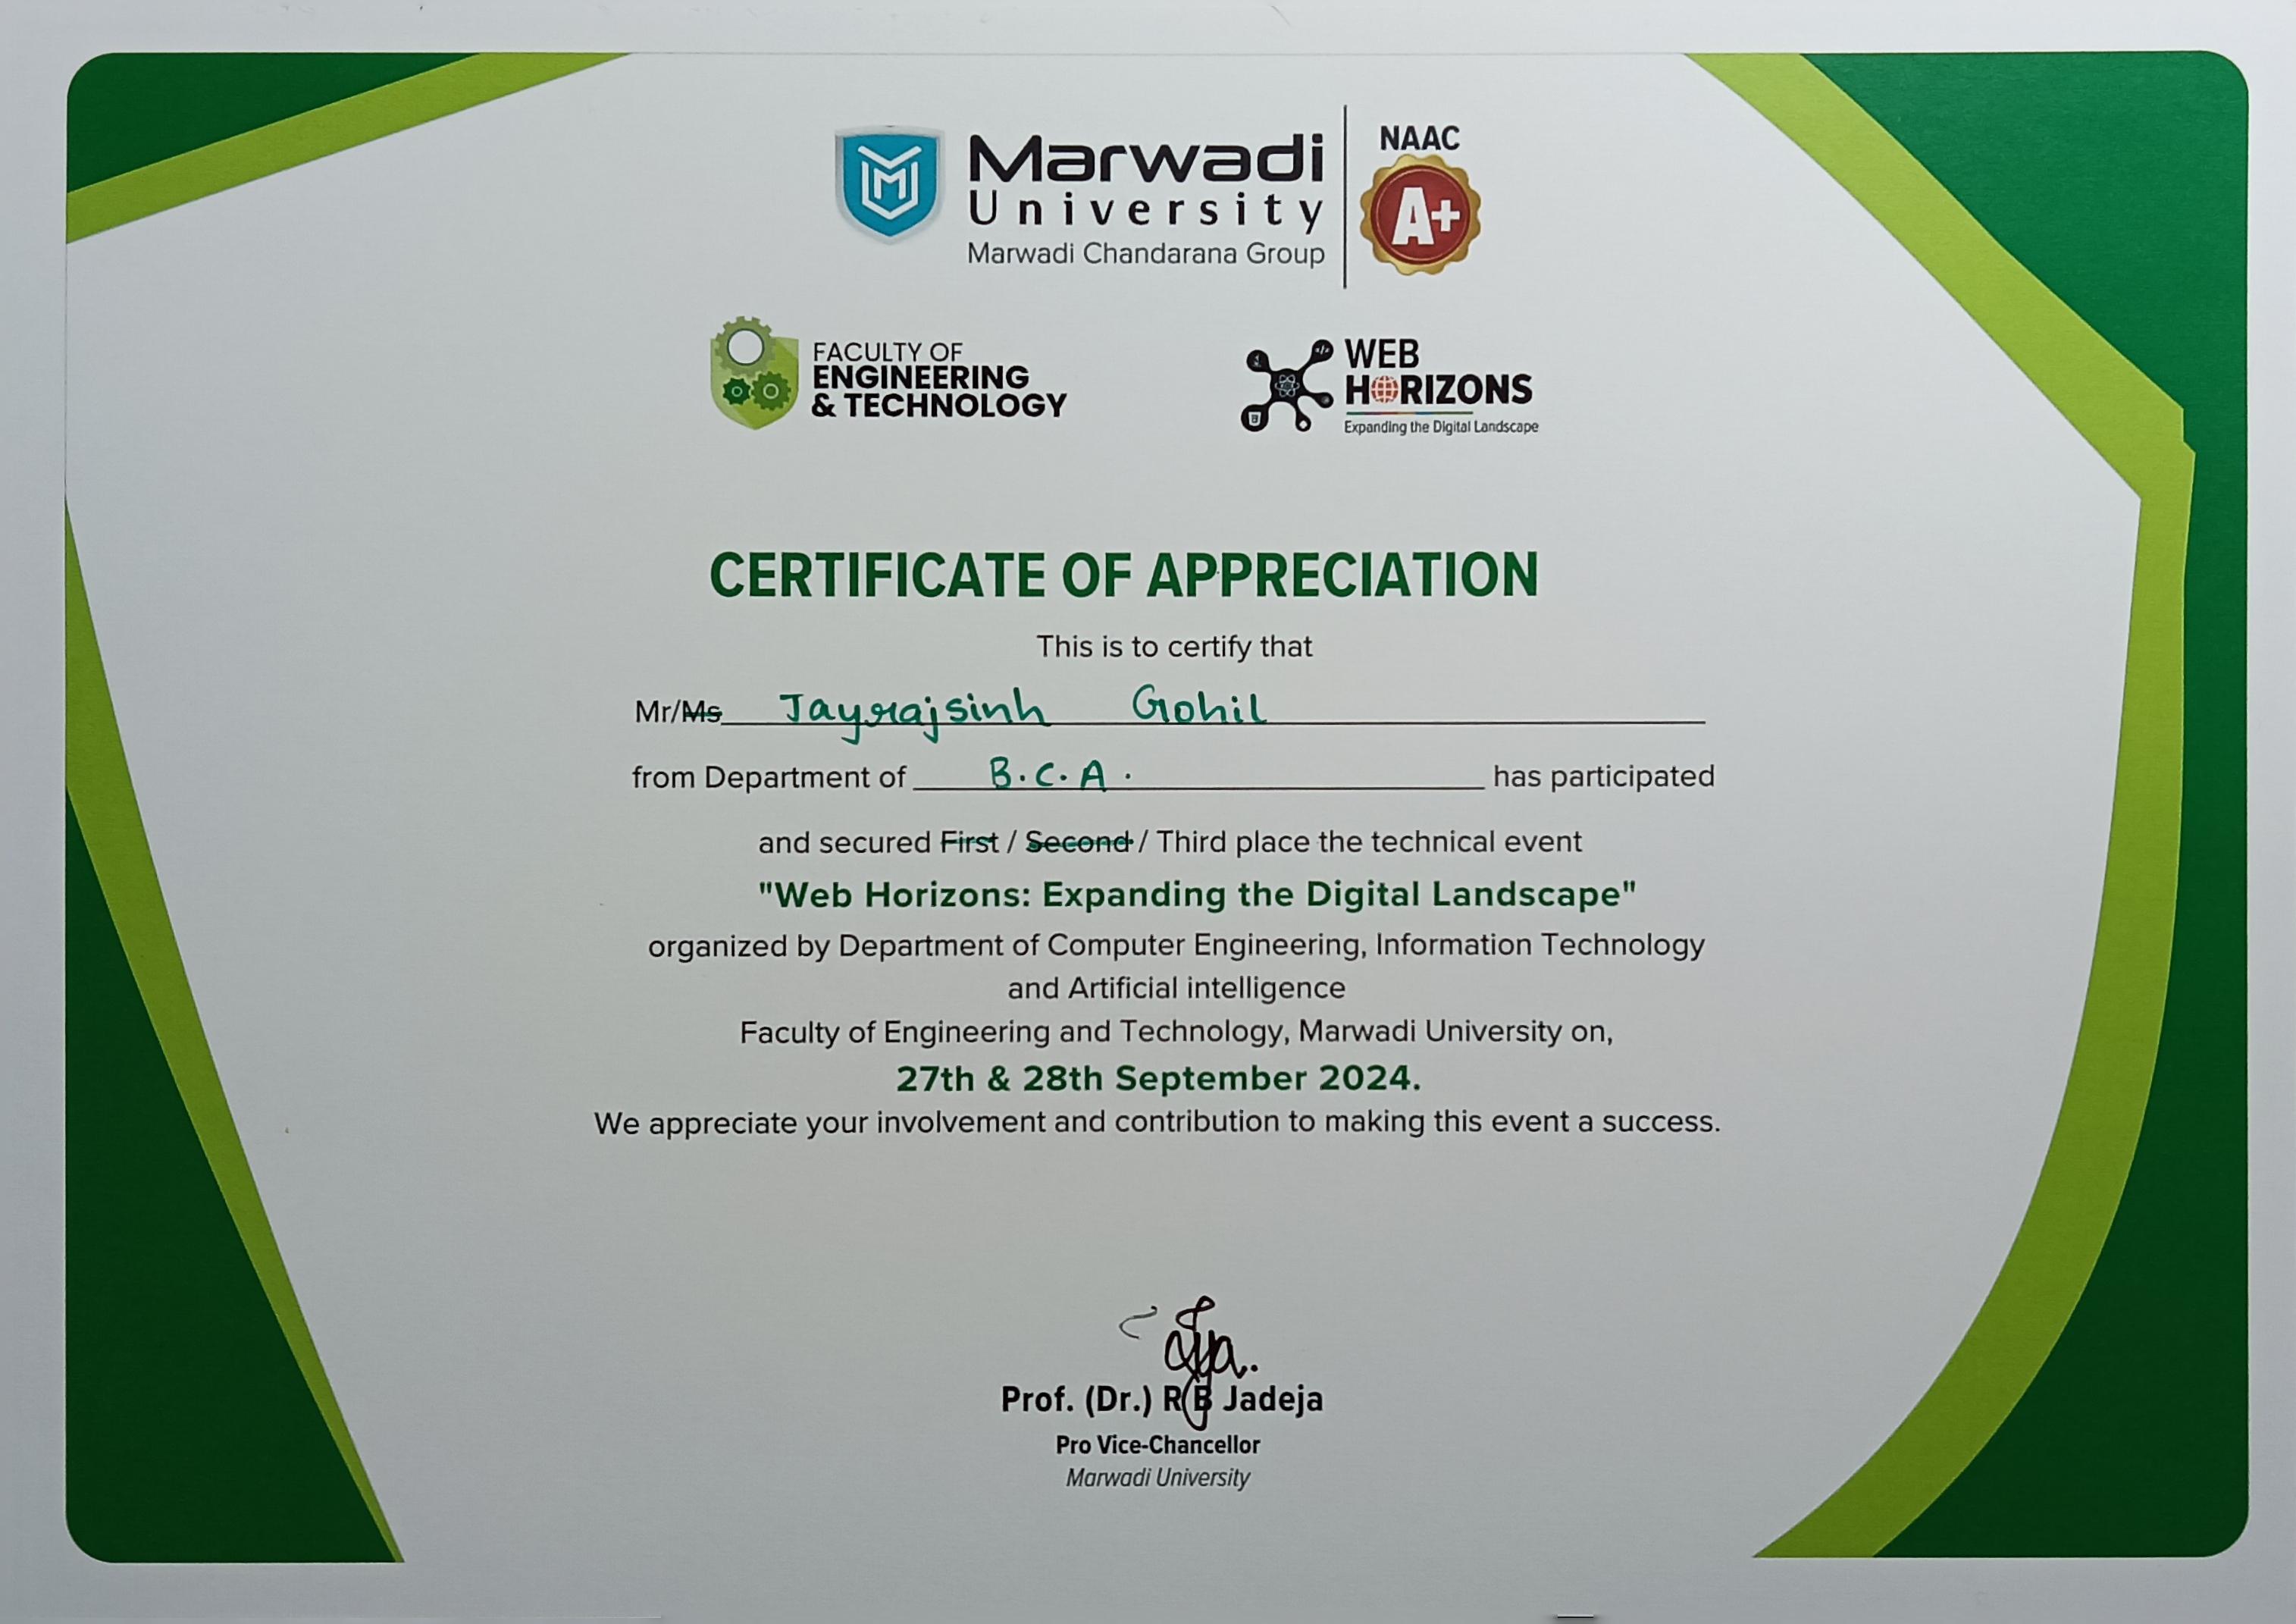 Marwadi
University
Marwadi Chandarana Group
NAAC
A+
FACULTY OF
ENGINEERING
& TECHNOLOGY
WEB
HORIZONS
Expanding the Digital Landscape
CERTIFICATE OF APPRECIATION
This is to certify that
Mr/Ms Jayrajsinh Gohil
from Department of B.C.A. has participated
and secured First / Second / Third place the technical event
"Web Horizons: Expanding the Digital Landscape"
organized by Department of Computer Engineering, Information Technology
and Artificial intelligence
Faculty of Engineering and Technology, Marwadi University on,
27th & 28th September 2024.
We appreciate your involvement and contribution to making this event a success.
Prof. (Dr.) R B Jadeja
Pro Vice-Chancellor
Marwadi University